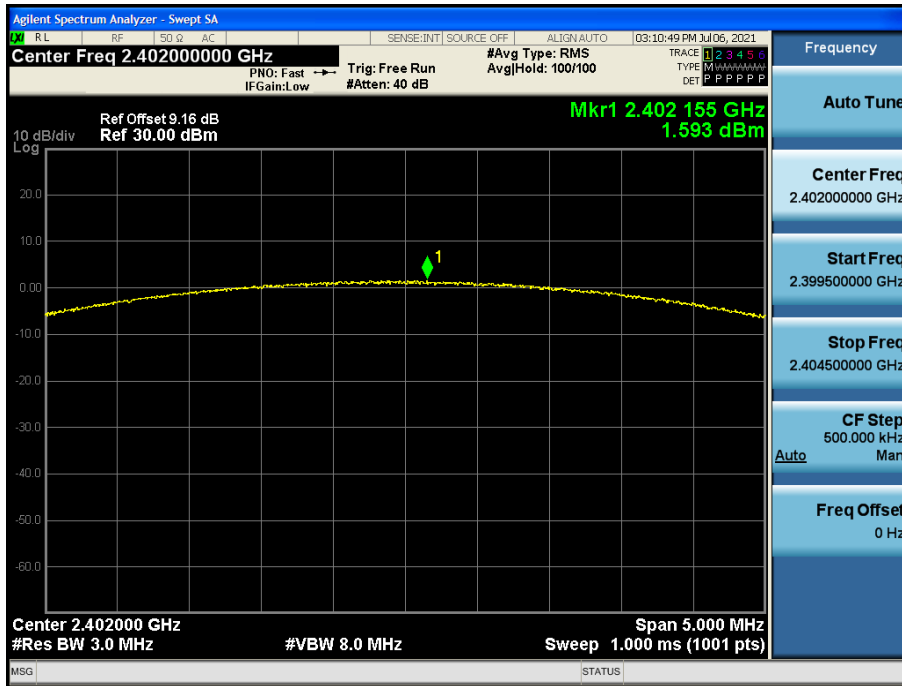 Agilent Spectrum Analyzer - Swept SA
LXI RL RF 50 Ω AC SENSE:INT SOURCE OFF ALIGN AUTO 03:10:49 PM Jul 06, 2021
Center Freq 2.402000000 GHz
PNO: Fast
IFGain:Low
Trig: Free Run
#Atten: 40 dB
#Avg Type: RMS
Avg|Hold: 100/100
TRACE 1 2 3 4 5 6
TYPE M WWWWW
DET P P P P P P
Mkr1 2.402 155 GHz
1.593 dBm
Ref Offset 9.16 dB
10 dB/div Ref 30.00 dBm
Log
20.0
10.0
0.00
-10.0
-20.0
-30.0
-40.0
-50.0
-60.0
1
Center 2.402000 GHz Span 5.000 MHz
#Res BW 3.0 MHz #VBW 8.0 MHz Sweep 1.000 ms (1001 pts)
MSG STATUS
Frequency
Auto Tune
Center Freq
2.402000000 GHz
Start Freq
2.399500000 GHz
Stop Freq
2.404500000 GHz
CF Step
500.000 kHz
Auto Man
Freq Offset
0 Hz